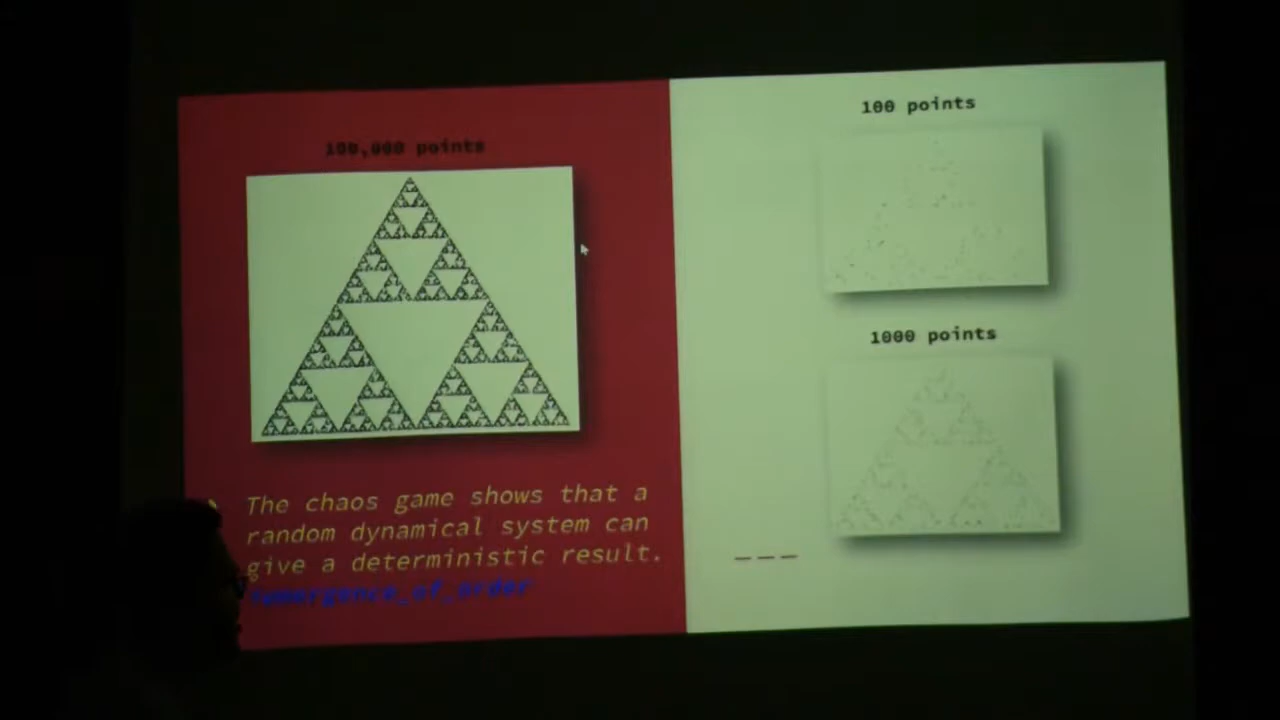 100,000 points
The chaos game shows that a
random dynamical system can
give a deterministic result.
#emergence_of_order
100 points
1000 points